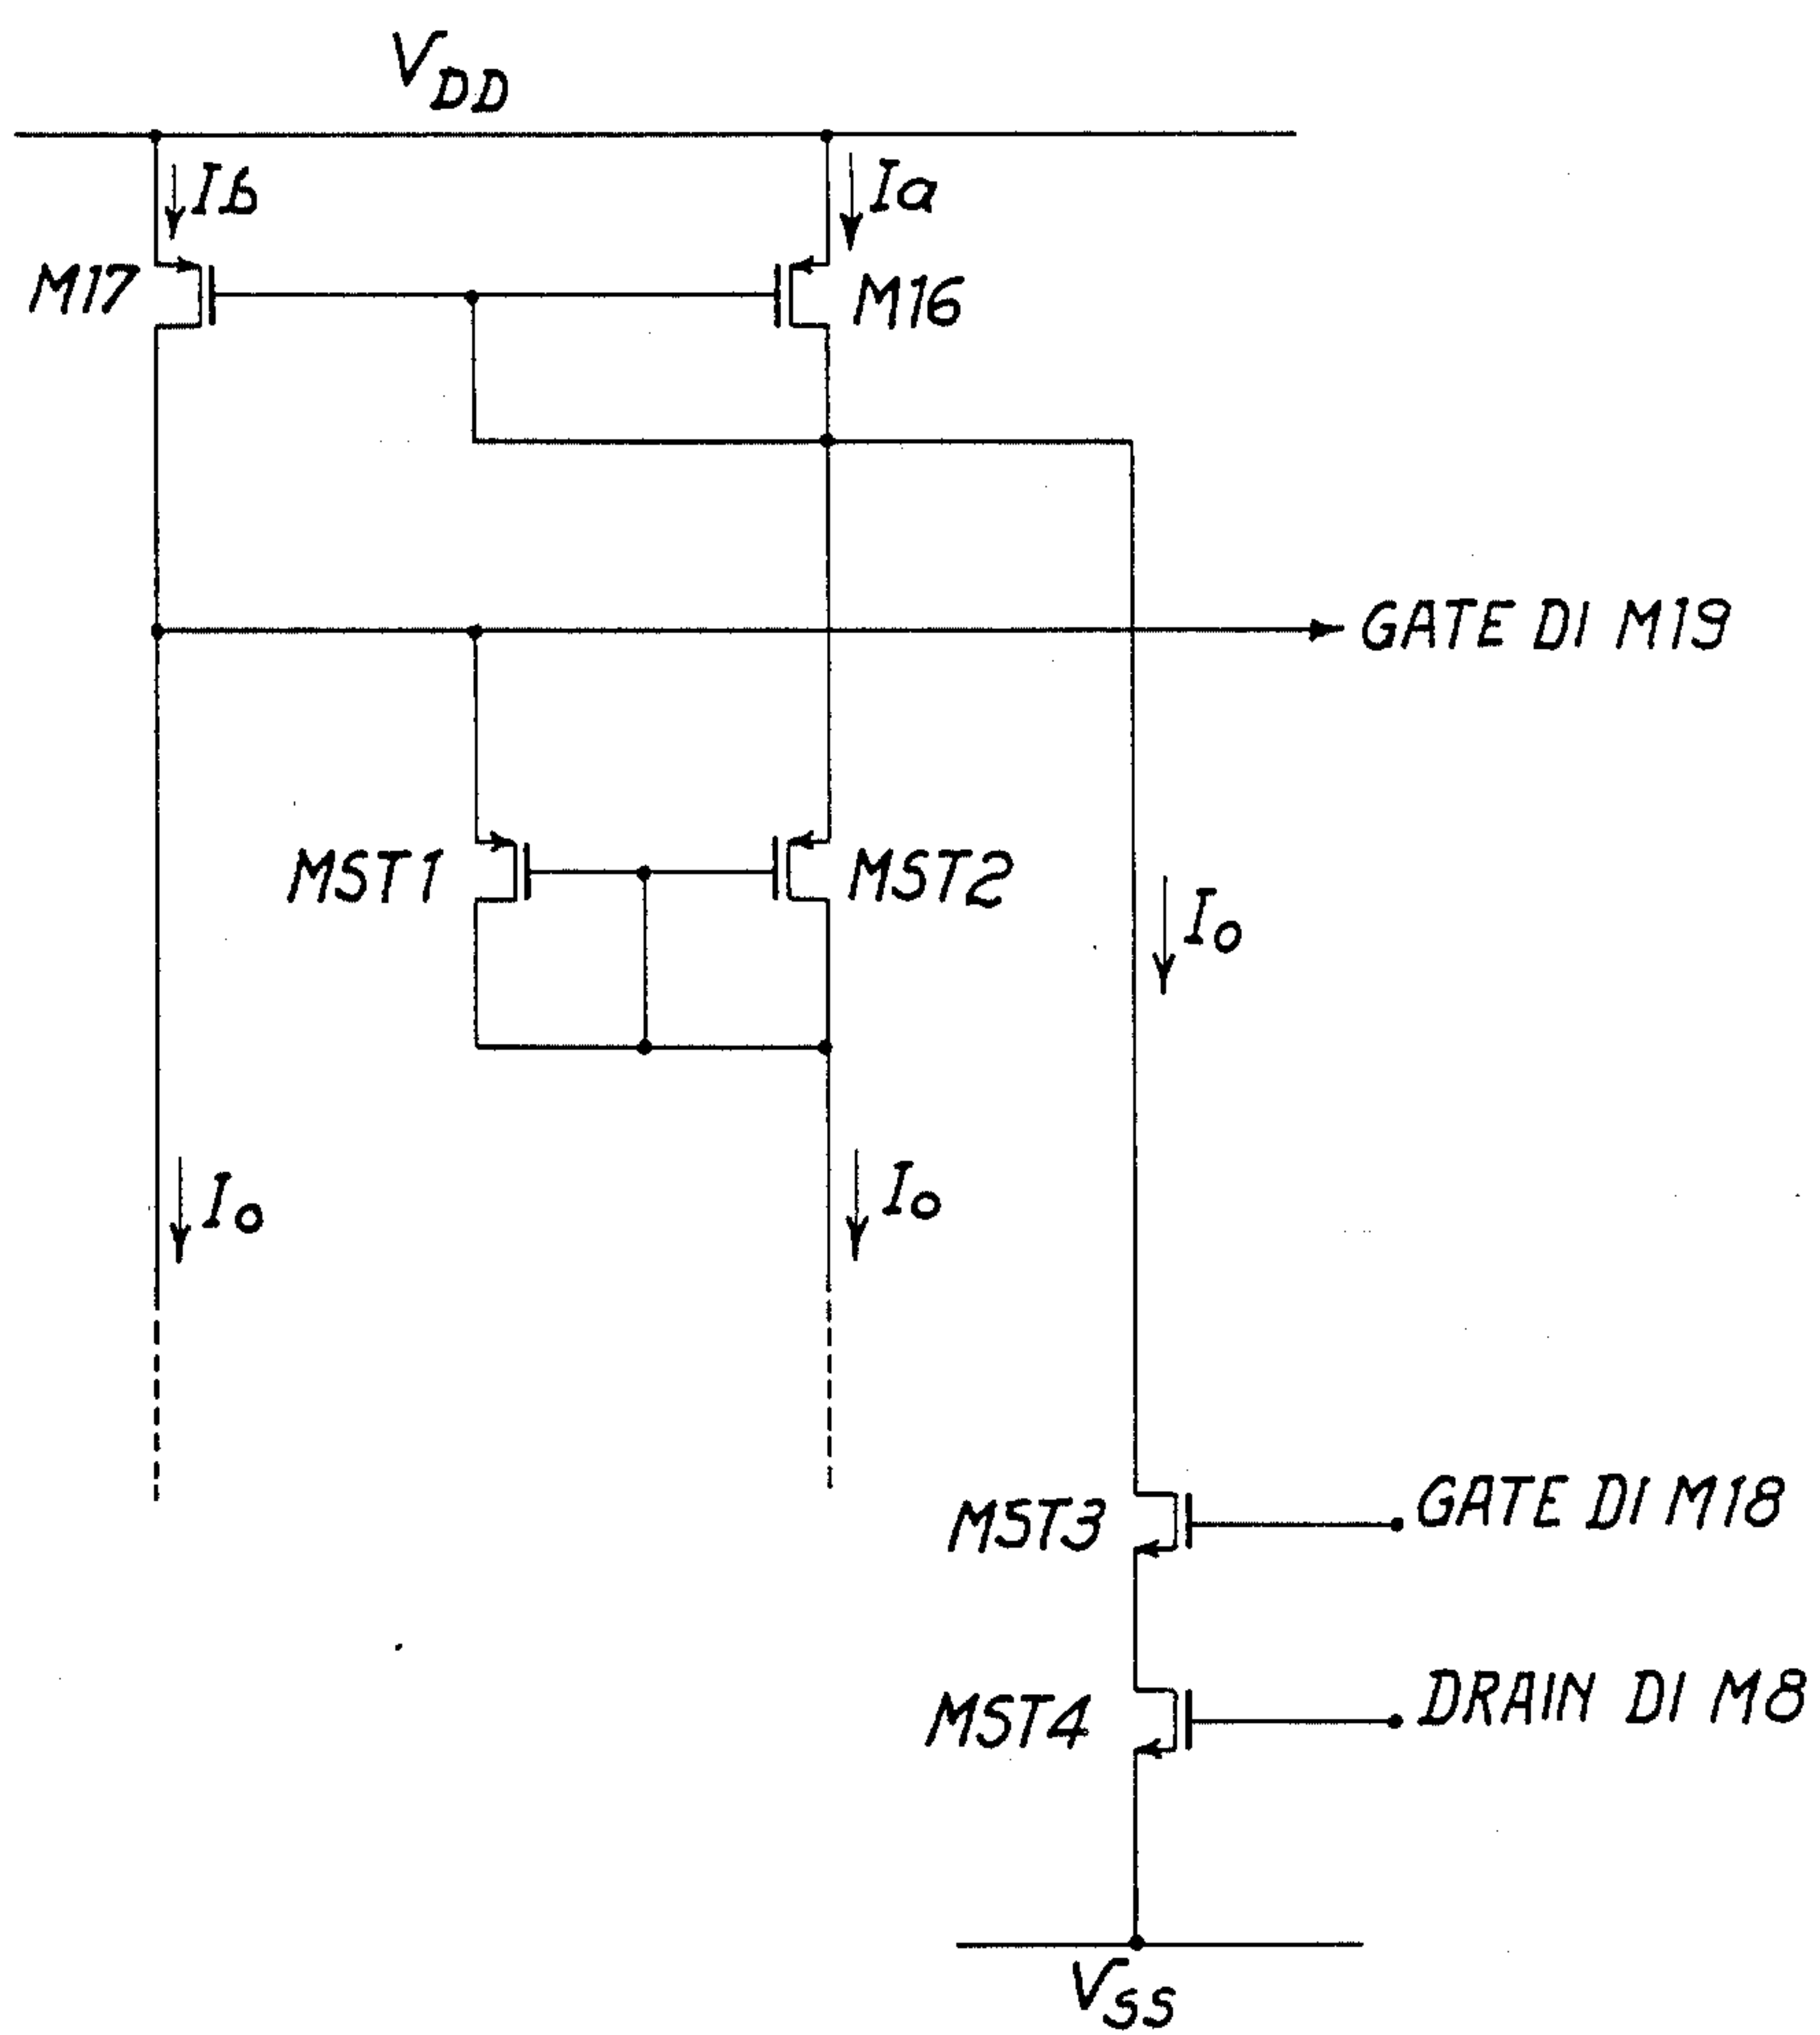 VDD
Ib
Ia
M17
M16
GATE DI M19
MST1
MST2
Io
Io
Io
MST3
GATE DI M18
MST4
DRAIN DI M8
VSS